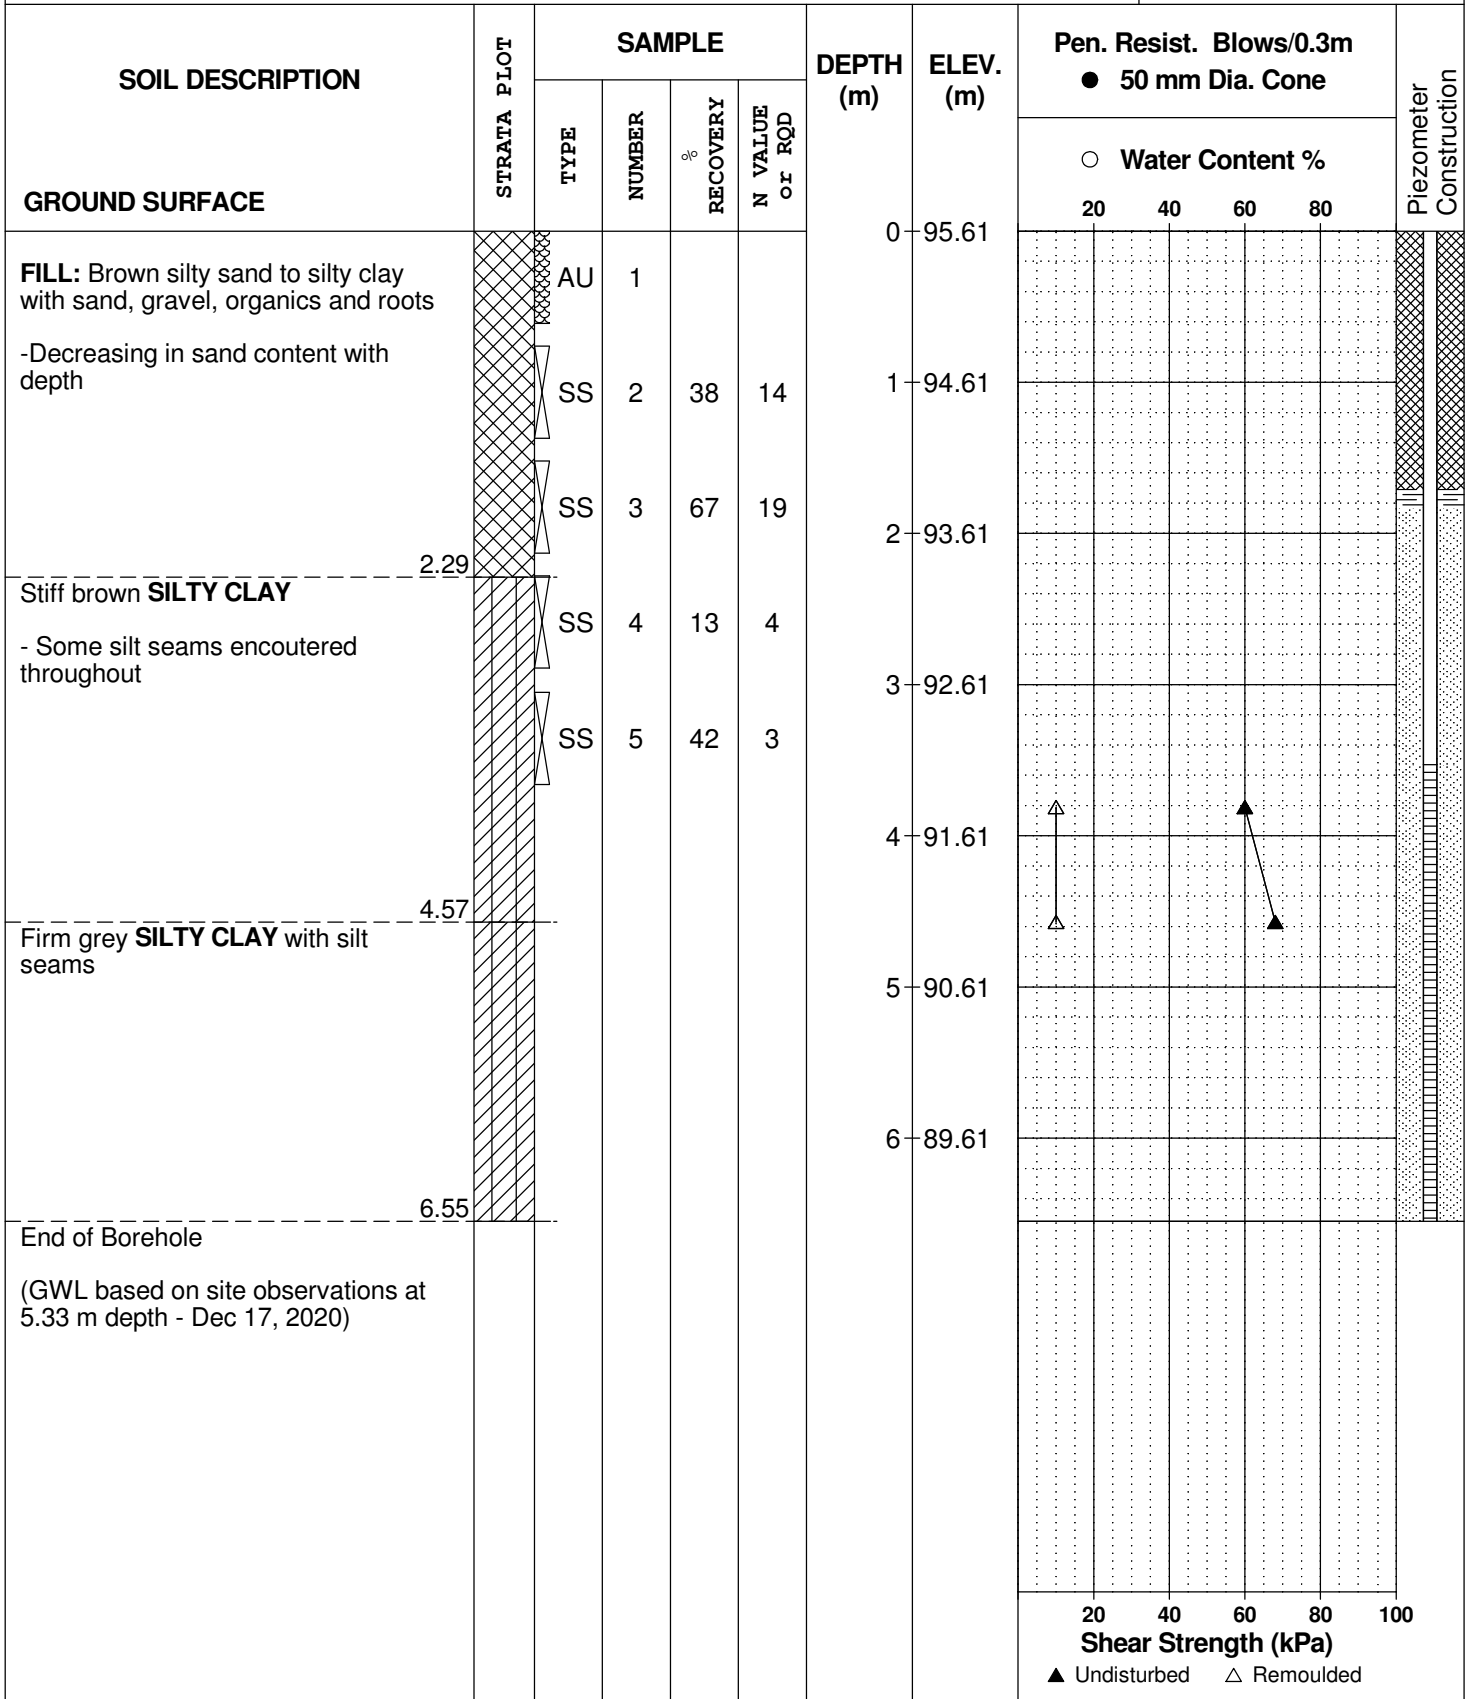 SOIL DESCRIPTION
GROUND SURFACE
STRATA PLOT
SAMPLE
TYPE
NUMBER
%
RECOVERY
N VALUE
or RQD
DEPTH
(m)
ELEV.
(m)
Pen. Resist. Blows/0.3m
● 50 mm Dia. Cone
○ Water Content %
20 40 60 80
Piezometer
Construction
0 95.61
FILL: Brown silty sand to silty clay
with sand, gravel, organics and roots
-Decreasing in sand content with
depth
AU 1
SS 2 38 14
1 94.61
SS 3 67 19
2 93.61
2.29
Stiff brown SILTY CLAY
- Some silt seams encoutered
throughout
SS 4 13 4
3 92.61
SS 5 42 3
4 91.61
4.57
Firm grey SILTY CLAY with silt
seams
5 90.61
6 89.61
6.55
End of Borehole
(GWL based on site observations at
5.33 m depth - Dec 17, 2020)
20 40 60 80 100
Shear Strength (kPa)
▲ Undisturbed △ Remoulded